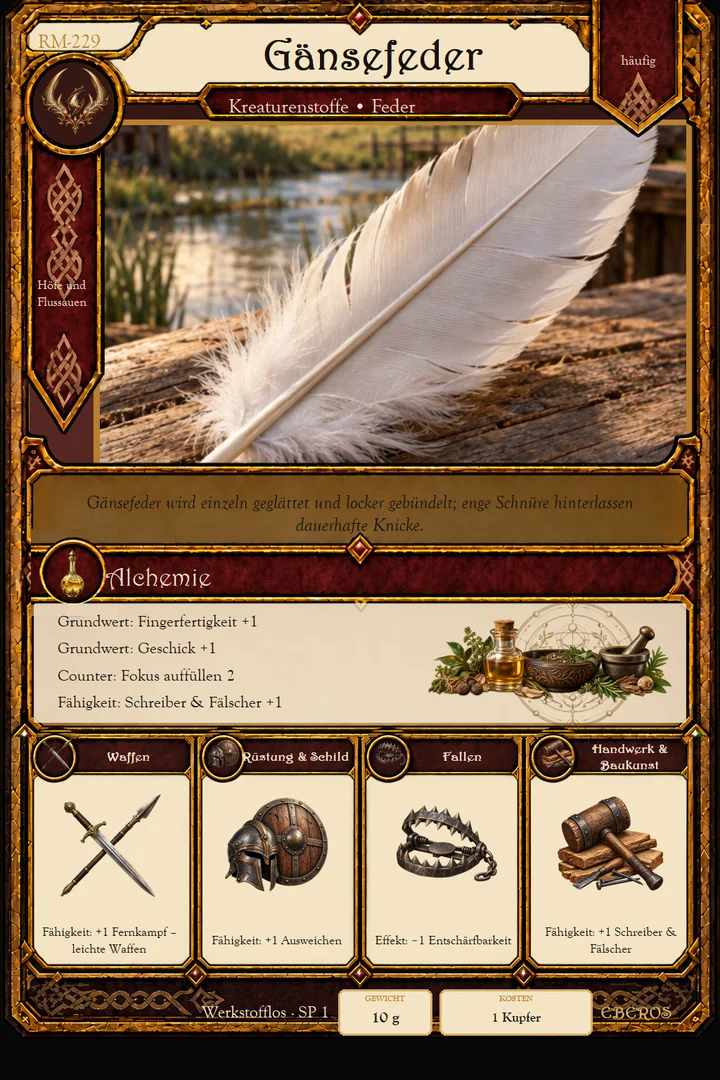 RM-229
Gänsefeder
häufig
Kreaturenstoffe • Feder
Höfe und
Flussauen
Gänsefeder wird einzeln geglättet und locker gebündelt; enge Schnüre hinterlassen
dauerhafte Knicke.
Alchemie
Grundwert: Fingerfertigkeit +1
Grundwert: Geschick +1
Counter: Fokus auffüllen 2
Fähigkeit: Schreiber & Fälscher +1
Waffen
Rüstung & Schild
Fallen
Handwerk &
Baukunst
Fähigkeit: +1 Fernkampf –
leichte Waffen
Fähigkeit: +1 Ausweichen
Effekt: −1 Entschärfbarkeit
Fähigkeit: +1 Schreiber &
Fälscher
Werkstofflos · SP 1
GEWICHT
10 g
KOSTEN
1 Kupfer
EBEROS